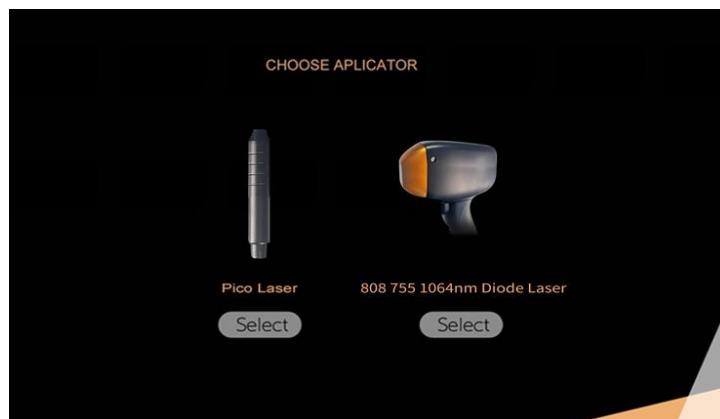 CHOOSE APLICATOR
Pico Laser
808 755 1064nm Diode Laser
Select
Select